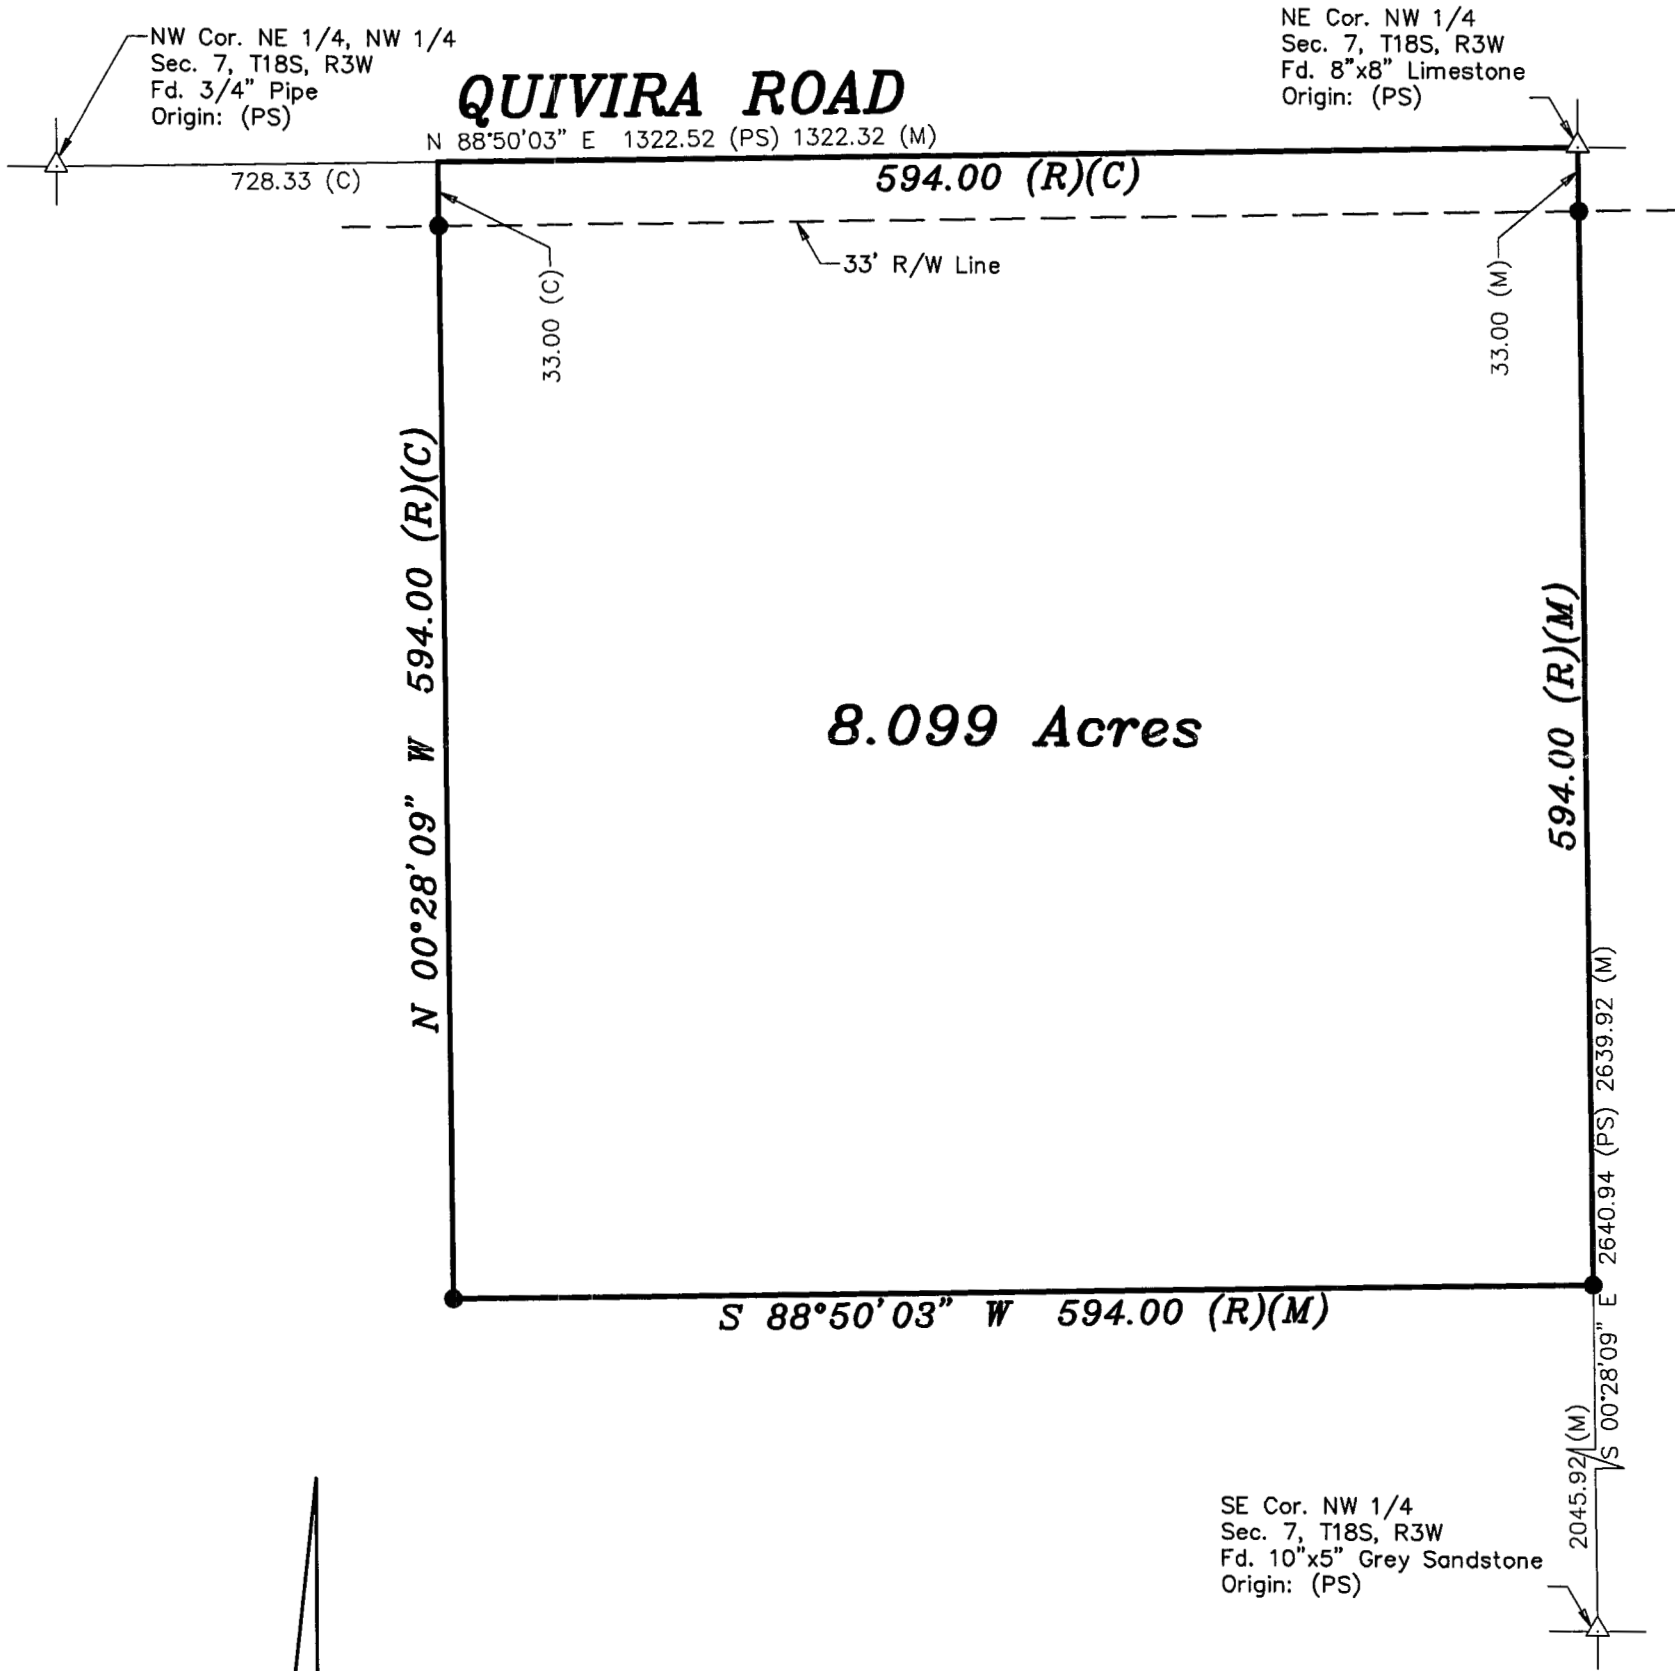 NW Cor. NE 1/4, NW 1/4
Sec. 7, T18S, R3W
Fd. 3/4" Pipe
Origin: (PS)
NE Cor. NW 1/4
Sec. 7, T18S, R3W
Fd. 8"x8" Limestone
Origin: (PS)
QUIVIRA ROAD
N 88°50'03" E 1322.52 (PS) 1322.32 (M)
728.33 (C)
594.00 (R)(C)
33' R/W Line
33.00 (C)
33.00 (M)
N 00°28'09" W 594.00 (R)(C)
594.00 (R)(M)
8.099 Acres
S 00°28'09" E 2640.94 (PS) 2639.92 (M)
S 88°50'03" W 594.00 (R)(M)
2045.92 (M)
SE Cor. NW 1/4
Sec. 7, T18S, R3W
Fd. 10"x5" Grey Sandstone
Origin: (PS)